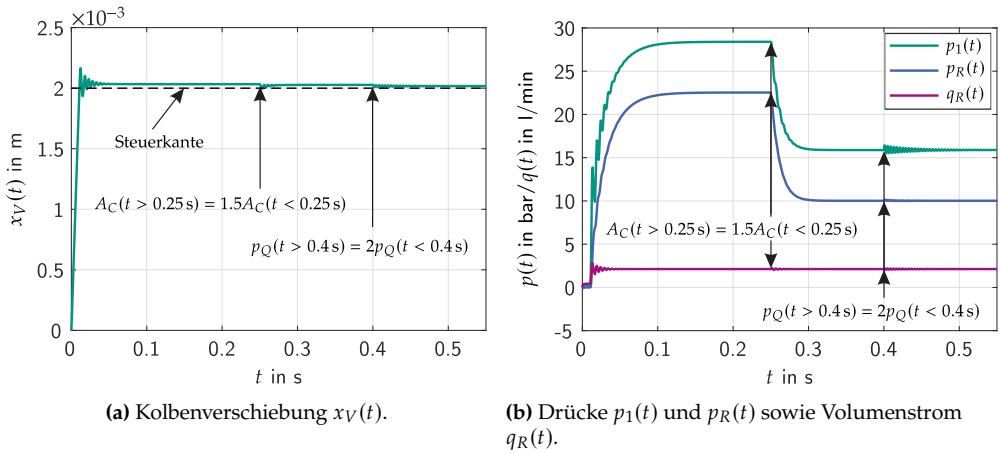 ×10⁻³
2.5
2
1.5
1
0.5
0
x_V(t) in m
Steuerkante
A_C(t > 0.25 s) = 1.5A_C(t < 0.25 s)
p_Q(t > 0.4 s) = 2p_Q(t < 0.4 s)
0 0.1 0.2 0.3 0.4 0.5
t in s
(a) Kolbenverschiebung x_V(t).
30
25
20
15
10
5
0
-5
p(t) in bar/q(t) in l/min
p_1(t)
p_R(t)
q_R(t)
A_C(t > 0.25 s) = 1.5A_C(t < 0.25 s)
p_Q(t > 0.4 s) = 2p_Q(t < 0.4 s)
0 0.1 0.2 0.3 0.4 0.5
t in s
(b) Drücke p_1(t) und p_R(t) sowie Volumenstrom
q_R(t).